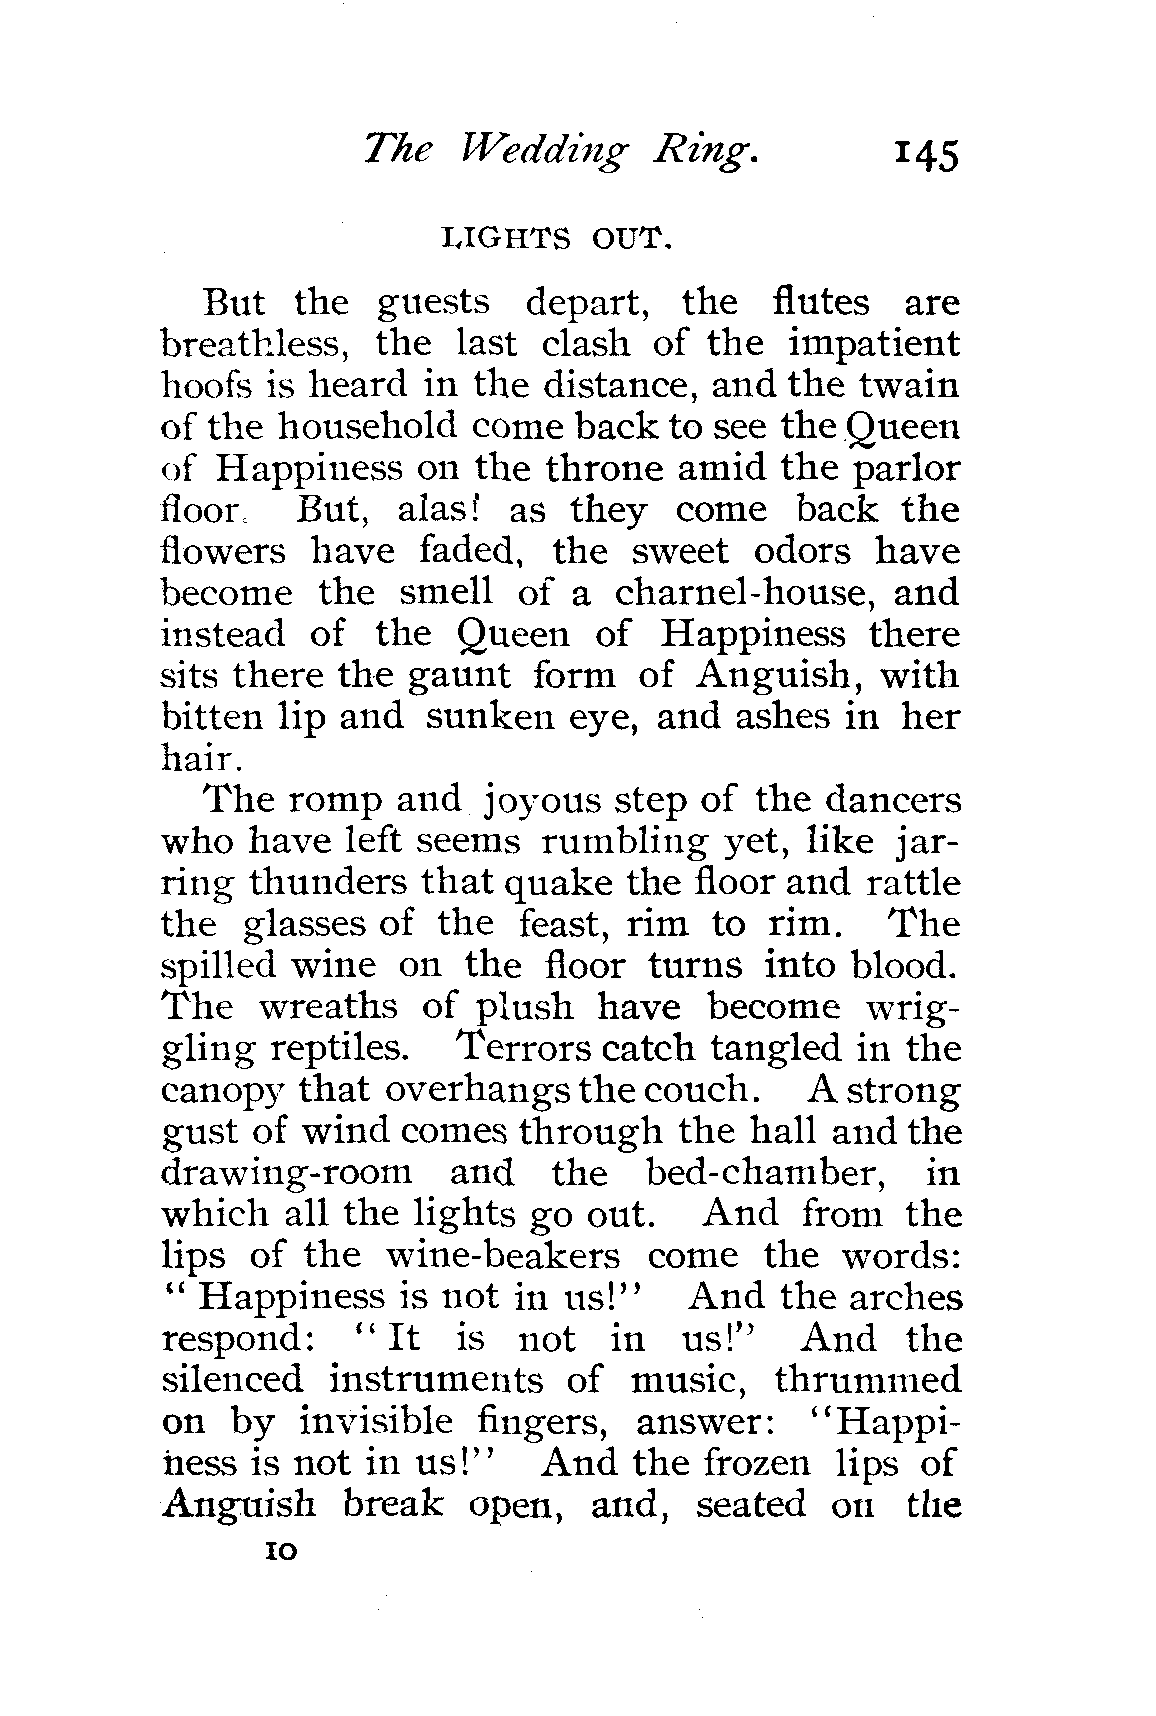 The Wedding Ring. 145
LIGHTS OUT.
But the guests depart, the flutes are
breathless, the last clash of the impatient
hoofs is heard in the distance, and the twain
of the household come back to see the Queen
of Happiness on the throne amid the parlor
floor. But, alas! as they come back the
flowers have faded, the sweet odors have
become the smell of a charnel-house, and
instead of the Queen of Happiness there
sits there the gaunt form of Anguish, with
bitten lip and sunken eye, and ashes in her
hair.
The romp and joyous step of the dancers
who have left seems rumbling yet, like jar-
ring thunders that quake the floor and rattle
the glasses of the feast, rim to rim. The
spilled wine on the floor turns into blood.
The wreaths of plush have become wrig-
gling reptiles. Terrors catch tangled in the
canopy that overhangs the couch. A strong
gust of wind comes through the hall and the
drawing-room and the bed-chamber, in
which all the lights go out. And from the
lips of the wine-beakers come the words:
"Happiness is not in us!" And the arches
respond: "It is not in us!" And the
silenced instruments of music, thrummed
on by invisible fingers, answer: "Happi-
ness is not in us!" And the frozen lips of
Anguish break open, and, seated on the
10